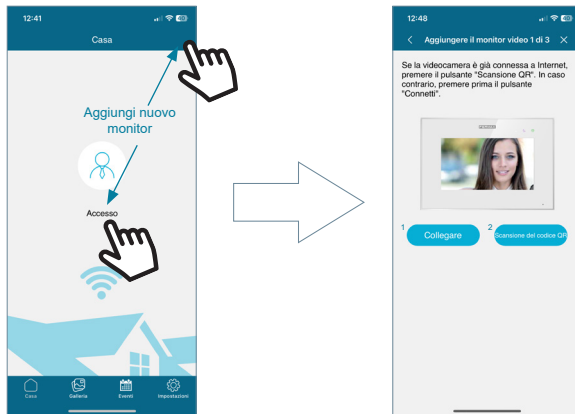 12:41
Casa
Aggiungi nuovo
monitor
Accesso
Casa
Galleria
Eventi
Impostazioni
12:48
Aggiungere il monitor video 1 di 3
Se la videocamera è già connessa a Internet,
premere il pulsante "Scansione QR". In caso
contrario, premere prima il pulsante
"Connetti".
1
Collegare
2
Scansione del codice QR